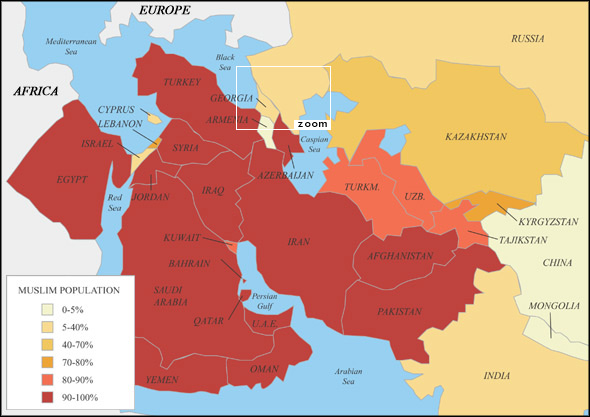 EUROPE
Mediterranean
Sea
Black
Sea
RUSSIA
TURKEY
AFRICA
GEORGIA
CYPRUS
LEBANON
ARMENIA
zoom
KAZAKHSTAN
ISRAEL
SYRIA
Caspian
Sea
AZERBAIJAN
EGYPT
JORDAN
IRAQ
TURKM.
UZB.
Red
Sea
KYRGYZSTAN
TAJIKSTAN
KUWAIT
IRAN
AFGHANISTAN
CHINA
BAHRAIN
MUSLIM POPULATION
0-5%
5-40%
40-70%
70-80%
80-90%
90-100%
SAUDI
ARABIA
Persian
Gulf
QATAR
U.A.E.
PAKISTAN
MONGOLIA
YEMEN
OMAN
Arabian
Sea
INDIA